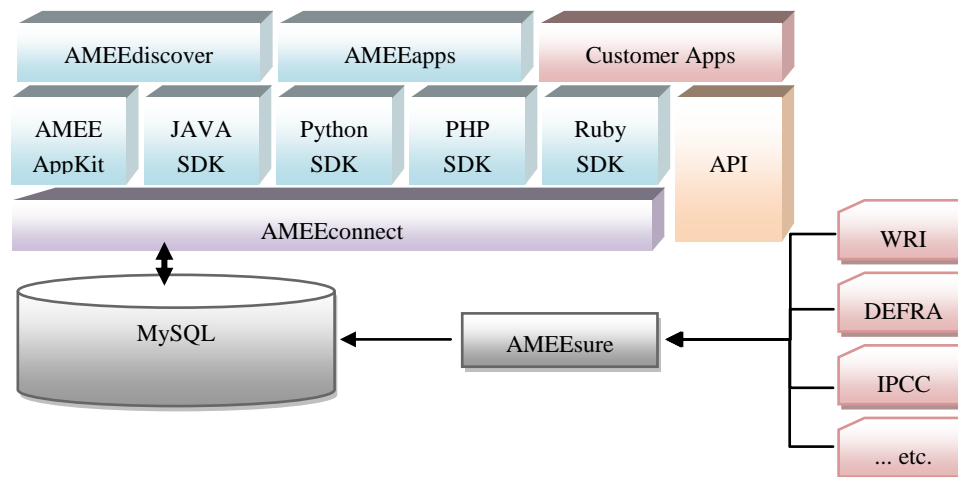 AMEEdiscover
AMEEapps
Customer Apps
AMEE
AppKit
JAVA
SDK
Python
SDK
PHP
SDK
Ruby
SDK
API
AMEEconnect
WRI
DEFRA
IPCC
... etc.
MySQL
AMEEsure